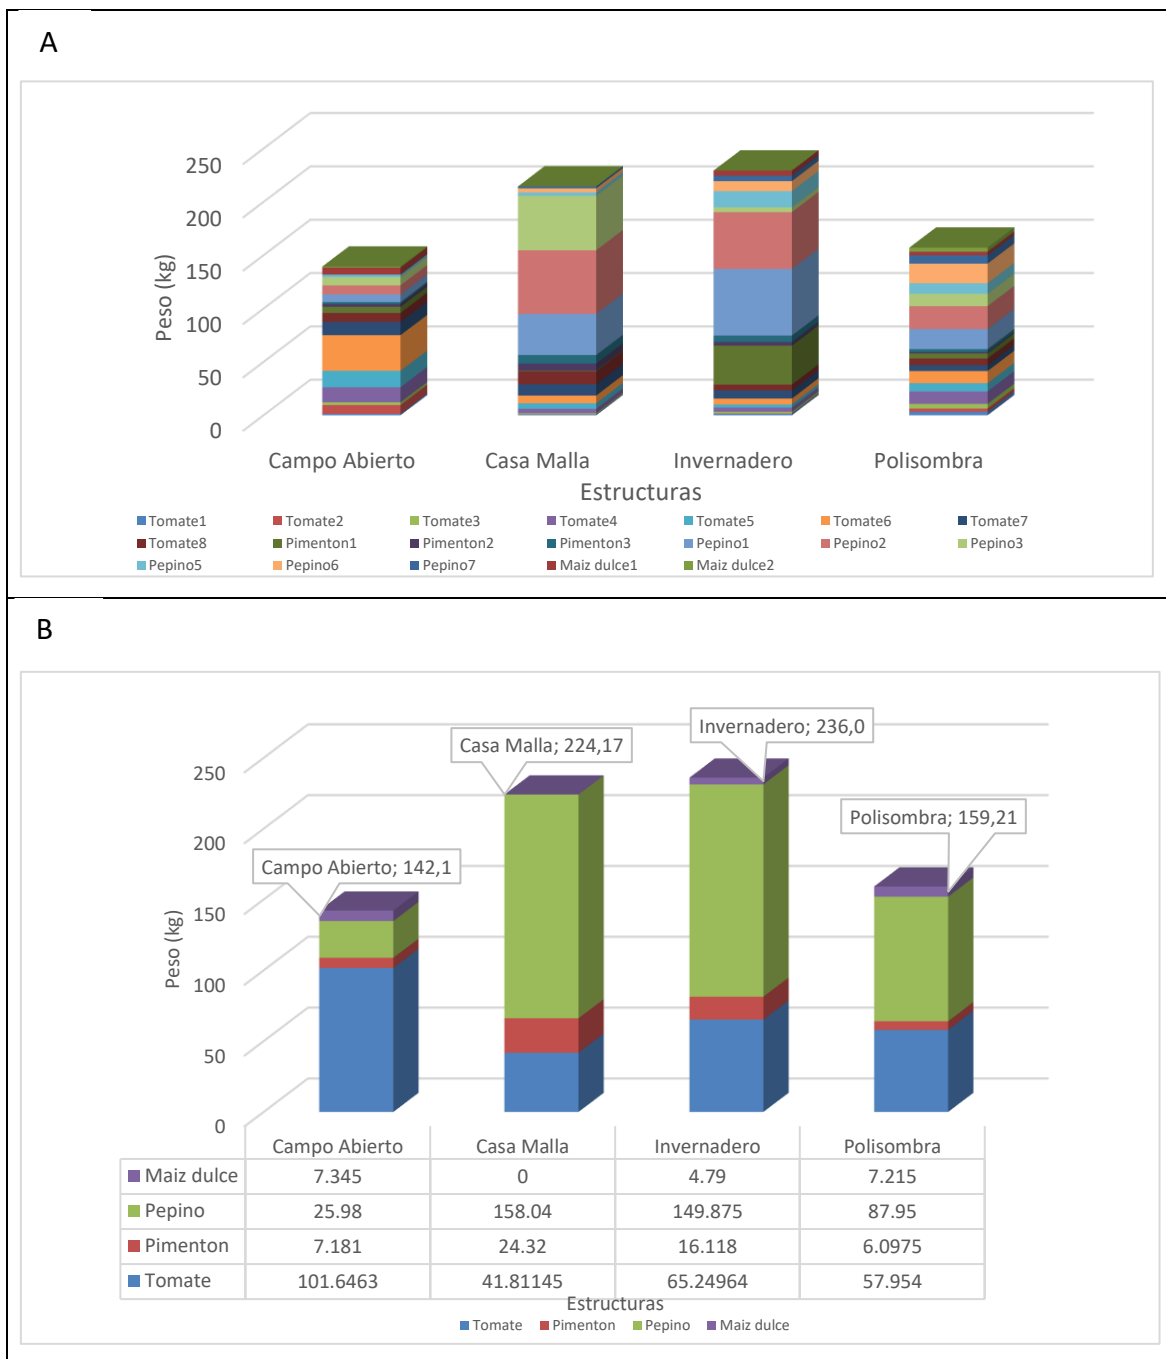 A
Peso (kg)
250
200
150
100
50
0
Campo Abierto Casa Malla Invernadero Polisombra
Estructuras
Tomate1 Tomate2 Tomate3 Tomate4 Tomate5 Tomate6 Tomate7
Tomate8 Pimenton1 Pimenton2 Pimenton3 Pepino1 Pepino2 Pepino3
Pepino5 Pepino6 Pepino7 Maiz dulce1 Maiz dulce2
B
Peso (kg)
Invernadero; 236,0
Casa Malla; 224,17
Polisombra; 159,21
Campo Abierto; 142,1
250
200
150
100
50
0
Campo Abierto Casa Malla Invernadero Polisombra
Maiz dulce 7.345 0 4.79 7.215
Pepino 25.98 158.04 149.875 87.95
Pimenton 7.181 24.32 16.118 6.0975
Tomate 101.6463 41.81145 65.24964 57.954
Estructuras
Tomate Pimenton Pepino Maiz dulce